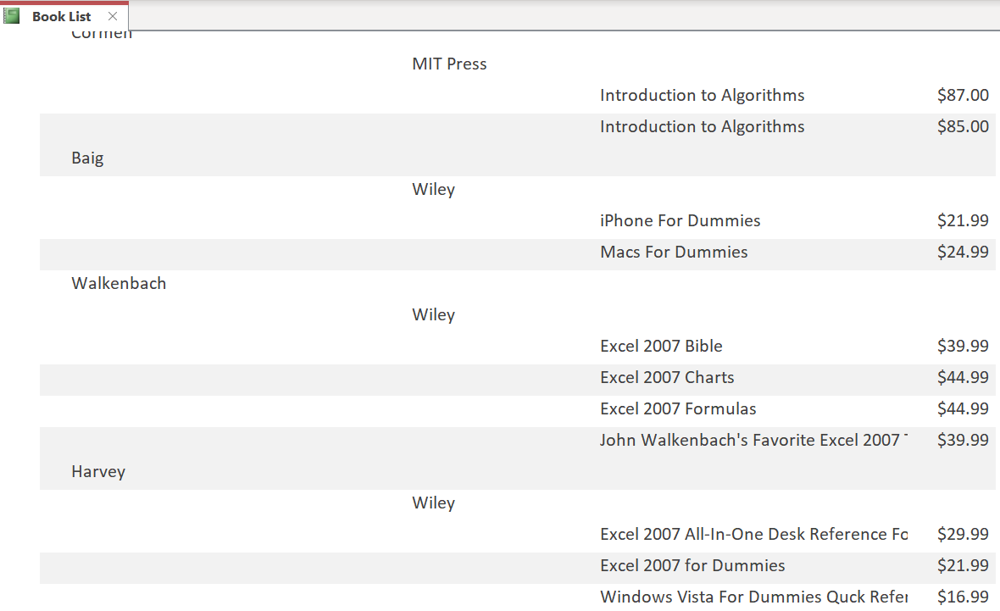 Book List
Cormen
MIT Press
Introduction to Algorithms $87.00
Introduction to Algorithms $85.00
Baig
Wiley
iPhone For Dummies $21.99
Macs For Dummies $24.99
Walkenbach
Wiley
Excel 2007 Bible $39.99
Excel 2007 Charts $44.99
Excel 2007 Formulas $44.99
John Walkenbach's Favorite Excel 2007 $39.99
Harvey
Wiley
Excel 2007 All-In-One Desk Reference Fo $29.99
Excel 2007 for Dummies $21.99
Windows Vista For Dummies Quck Refer $16.99